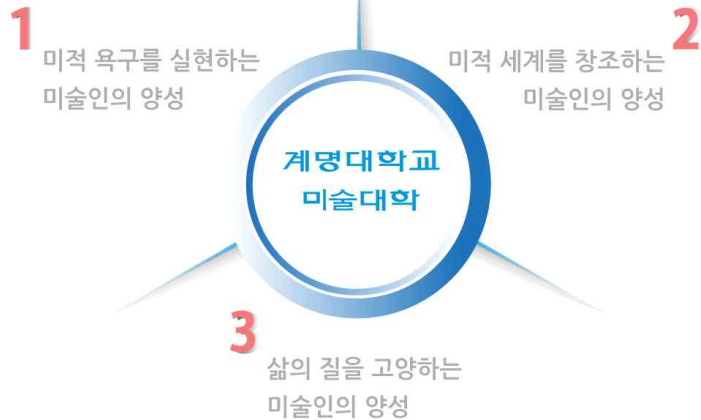 1
미적 욕구를 실현하는
미술인의 양성
2
미적 세계를 창조하는
미술인의 양성
계명대학교
미술대학
3
삶의 질을 고양하는
미술인의 양성